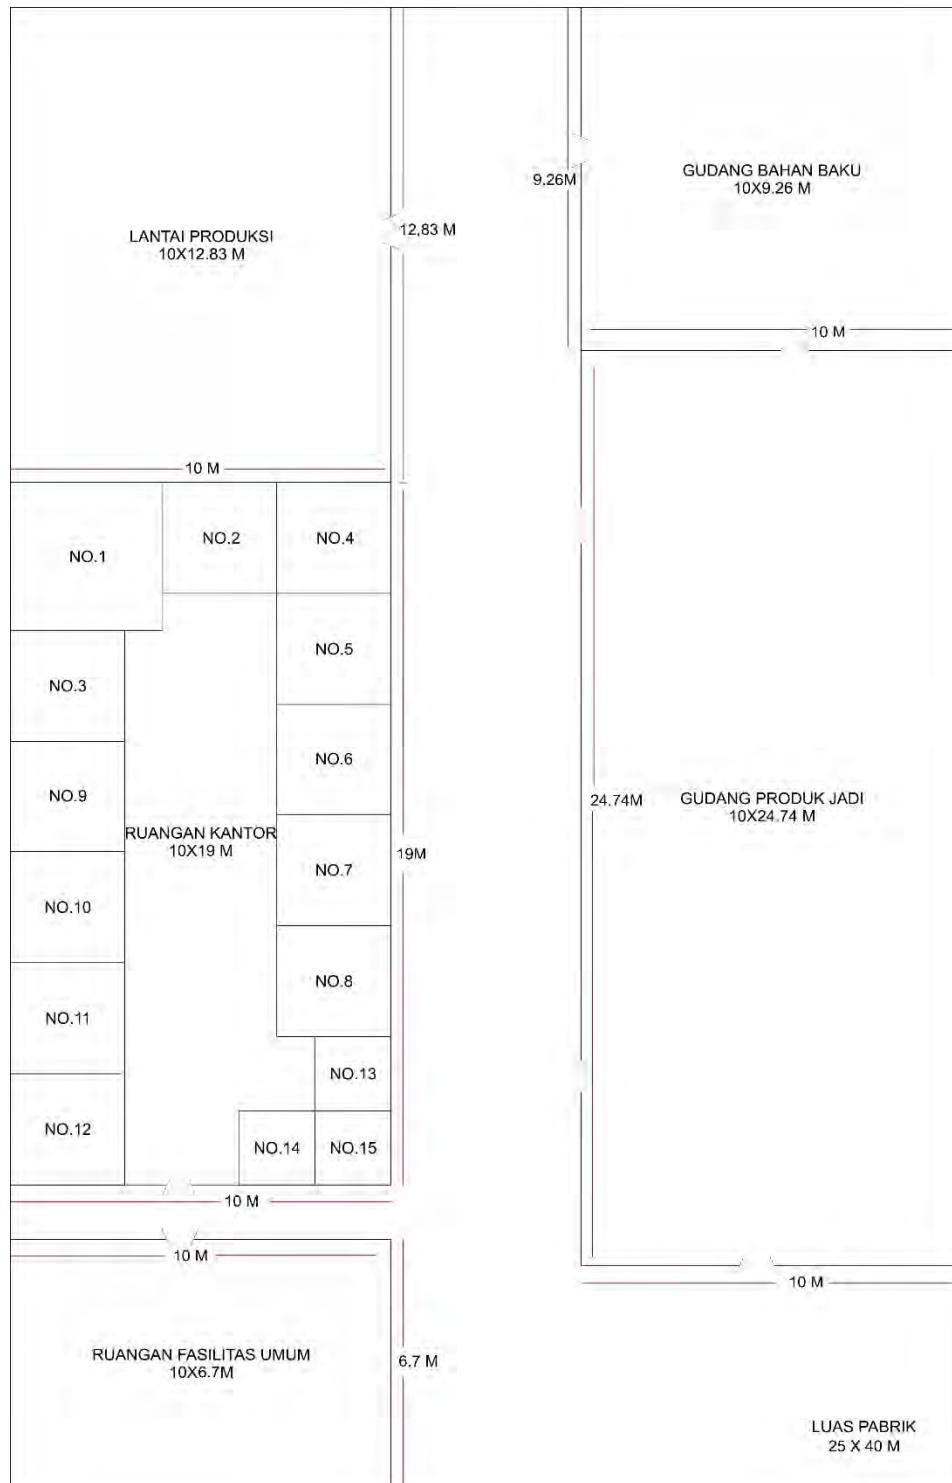 GUDANG BAHAN BAKU
10X9.26 M
9.26M
12,83 M
LANTAI PRODUKSI
10X12.83 M
10 M
10 M
NO.1
NO.2
NO.4
NO.5
NO.3
NO.6
NO.9
24.74M
GUDANG PRODUK JADI
10X24.74 M
RUANGAN KANTOR
10X19 M
19M
NO.7
NO.10
NO.8
NO.11
NO.13
NO.12
NO.14
NO.15
10 M
10 M
10 M
RUANGAN FASILITAS UMUM
10X6.7M
6.7 M
LUAS PABRIK
25 X 40 M